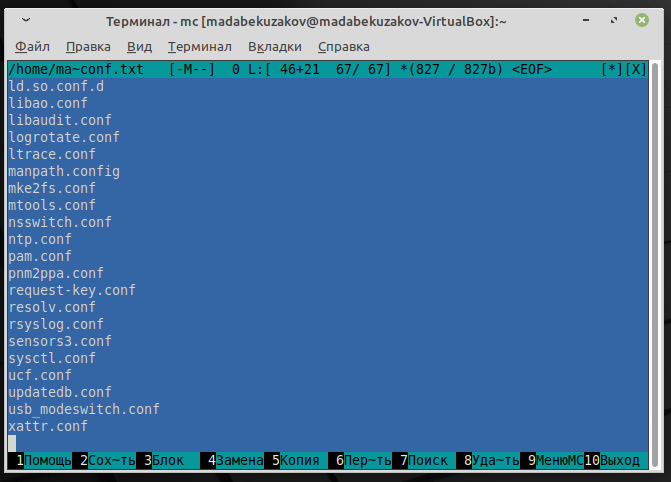 Терминал - mc [madabekuzakov@madabekuzakov-VirtualBox]:~
Файл Правка Вид Терминал Вкладки Справка
/home/ma~conf.txt [-M--] 0 L:[ 46+21 67/ 67] *(827 / 827b) <EOF> [*][X]
ld.so.conf.d
libao.conf
libaudit.conf
logrotate.conf
ltrace.conf
manpath.config
mke2fs.conf
mtools.conf
nsswitch.conf
ntp.conf
pam.conf
pnm2ppa.conf
request-key.conf
resolv.conf
rsyslog.conf
sensors3.conf
sysctl.conf
ucf.conf
updatedb.conf
usb_modeswitch.conf
xattr.conf
1Помощь 2Сох~ть 3Блок 4Замена 5Копия 6Пер~ть 7Поиск 8Уда~ть 9МенюMC 10Выход